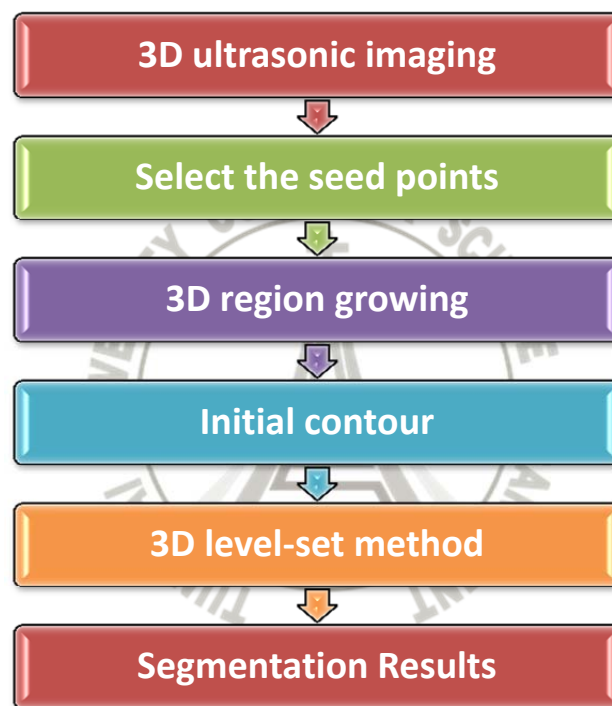 3D ultrasonic imaging
Select the seed points
3D region growing
Initial contour
3D level-set method
Segmentation Results